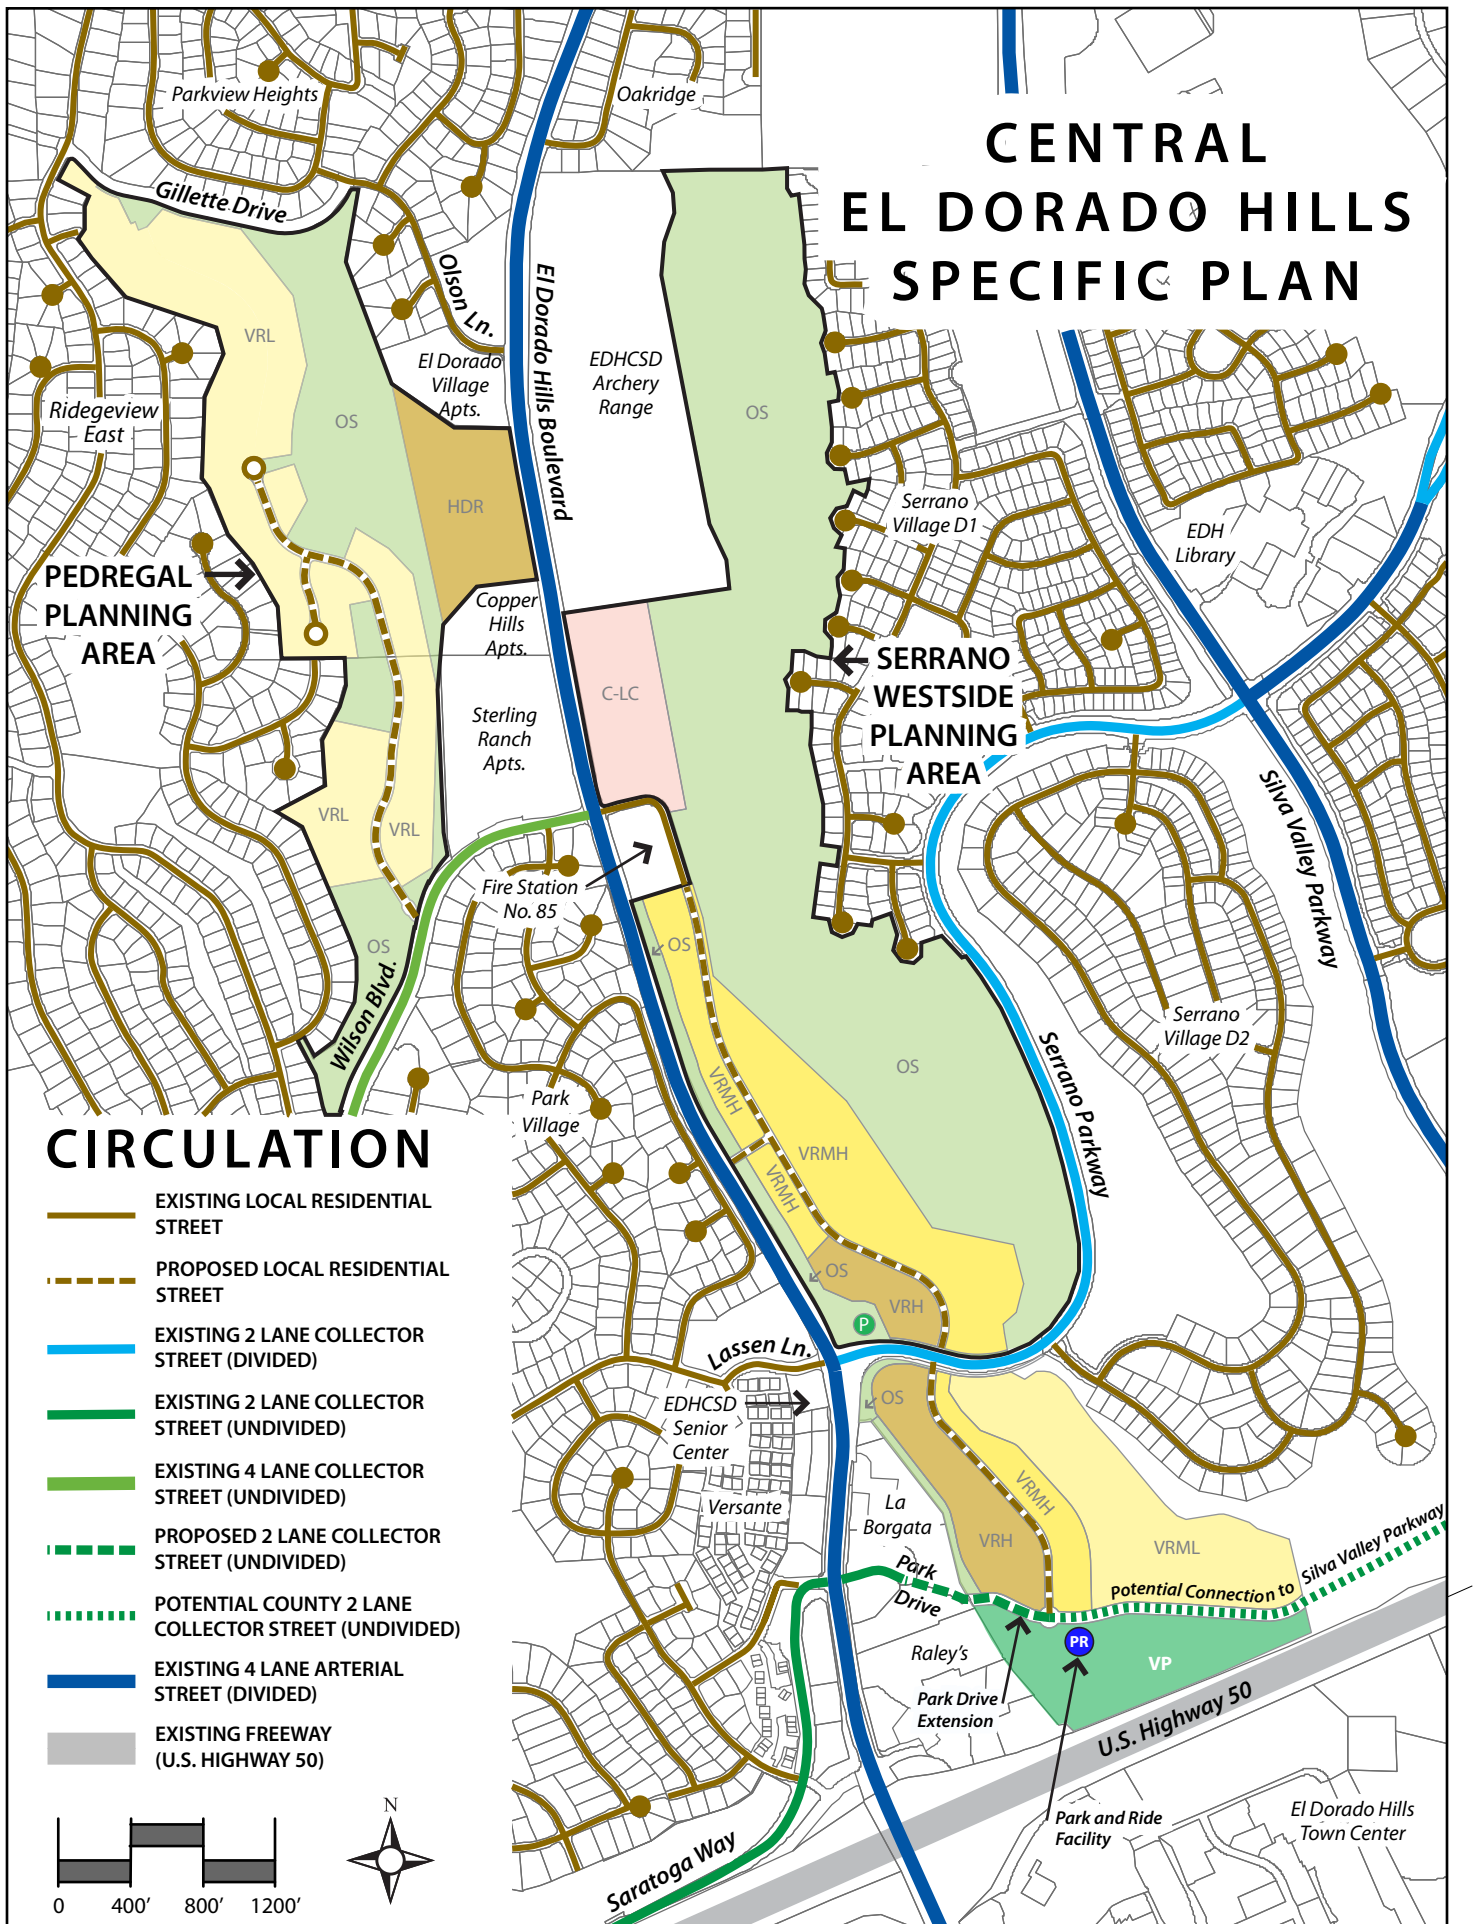 CENTRAL
EL DORADO HILLS
SPECIFIC PLAN
Parkview Heights
Oakridge
Gillette Drive
Olson Ln.
El Dorado Hills Boulevard
VRL
OS
El Dorado
Village
Apts.
EDHCSD
Archery
Range
OS
Ridegeview
East
HDR
Serrano
Village D1
EDH
Library
PEDREGAL
PLANNING
AREA
Copper
Hills
Apts.
C-LC
SERRANO
WESTSIDE
PLANNING
AREA
Sterling
Ranch
Apts.
Silva Valley Parkway
VRL
VRL
Fire Station
No. 85
OS
OS
Wilson Blvd.
Serrano
Village D2
Serrano Parkway
OS
Park
Village
VRMH
VRMH
VRMH
OS
VRH
P
Lassen Ln.
EDHCSD
Senior
Center
OS
VRMH
La
Borgata
Versante
VRH
VRML
Park
Drive
Potential Connection to
Silva Valley Parkway
Raley's
PR
VP
Park Drive
Extension
U.S. Highway 50
Park and Ride
Facility
El Dorado Hills
Town Center
Saratoga Way
CIRCULATION
EXISTING LOCAL RESIDENTIAL
STREET
PROPOSED LOCAL RESIDENTIAL
STREET
EXISTING 2 LANE COLLECTOR
STREET (DIVIDED)
EXISTING 2 LANE COLLECTOR
STREET (UNDIVIDED)
EXISTING 4 LANE COLLECTOR
STREET (UNDIVIDED)
PROPOSED 2 LANE COLLECTOR
STREET (UNDIVIDED)
POTENTIAL COUNTY 2 LANE
COLLECTOR STREET (UNDIVIDED)
EXISTING 4 LANE ARTERIAL
STREET (DIVIDED)
EXISTING FREEWAY
(U.S. HIGHWAY 50)
N
0 400' 800' 1200'